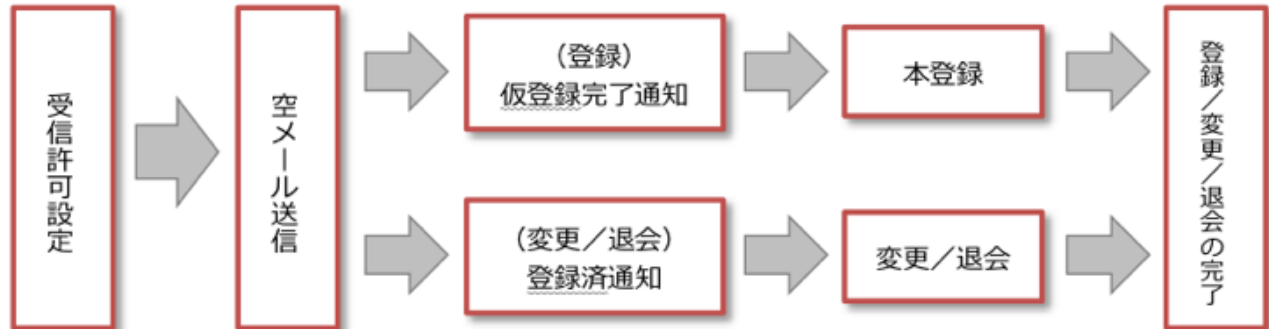 受信許可設定
空メール送信
（登録）
仮登録完了通知
本登録
（変更／退会）
登録済通知
変更／退会
登録／変更／退会の完了